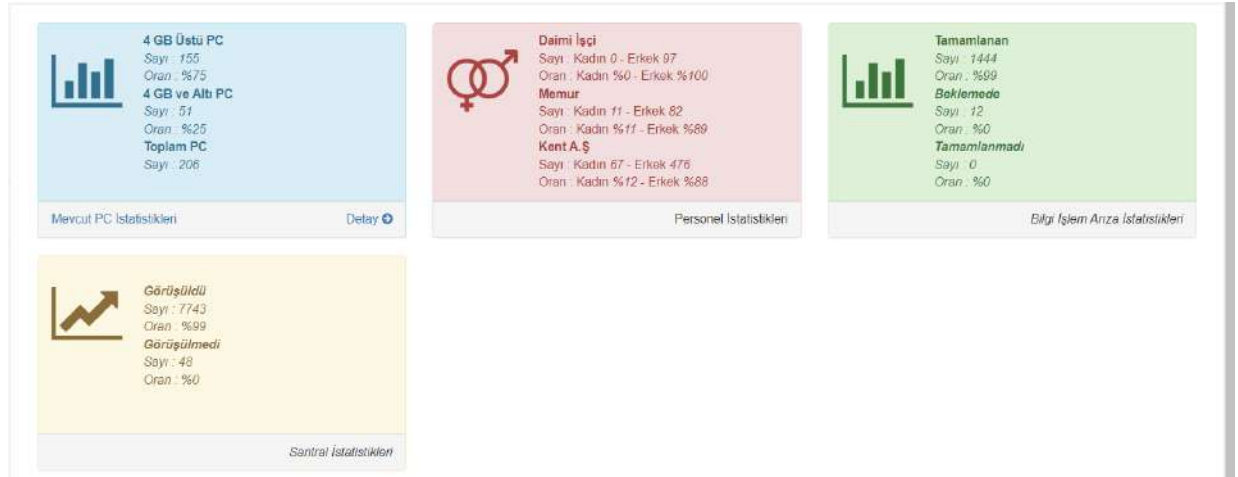 4 GB Üstü PC
Sayı : 155
Oran : %75
4 GB ve Altı PC
Sayı : 51
Oran : %25
Toplam PC
Sayı : 206
Mevcut PC İstatistikleri
Detay
Daimi İşçi
Sayı : Kadın 0 - Erkek 97
Oran : Kadın %0 - Erkek %100
Memur
Sayı : Kadın 11 - Erkek 82
Oran : Kadın %11 - Erkek %89
Kent A.Ş
Sayı : Kadın 67 - Erkek 476
Oran : Kadın %12 - Erkek %88
Personel İstatistikleri
Tamamlanan
Sayı : 1444
Oran : %99
Beklemede
Sayı : 12
Oran : %0
Tamamlanmadı
Sayı : 0
Oran : %0
Bilgi İşlem Arıza İstatistikleri
Görüşüldü
Sayı : 7743
Oran : %99
Görüşülmedi
Sayı : 48
Oran : %0
Santral İstatistikleri